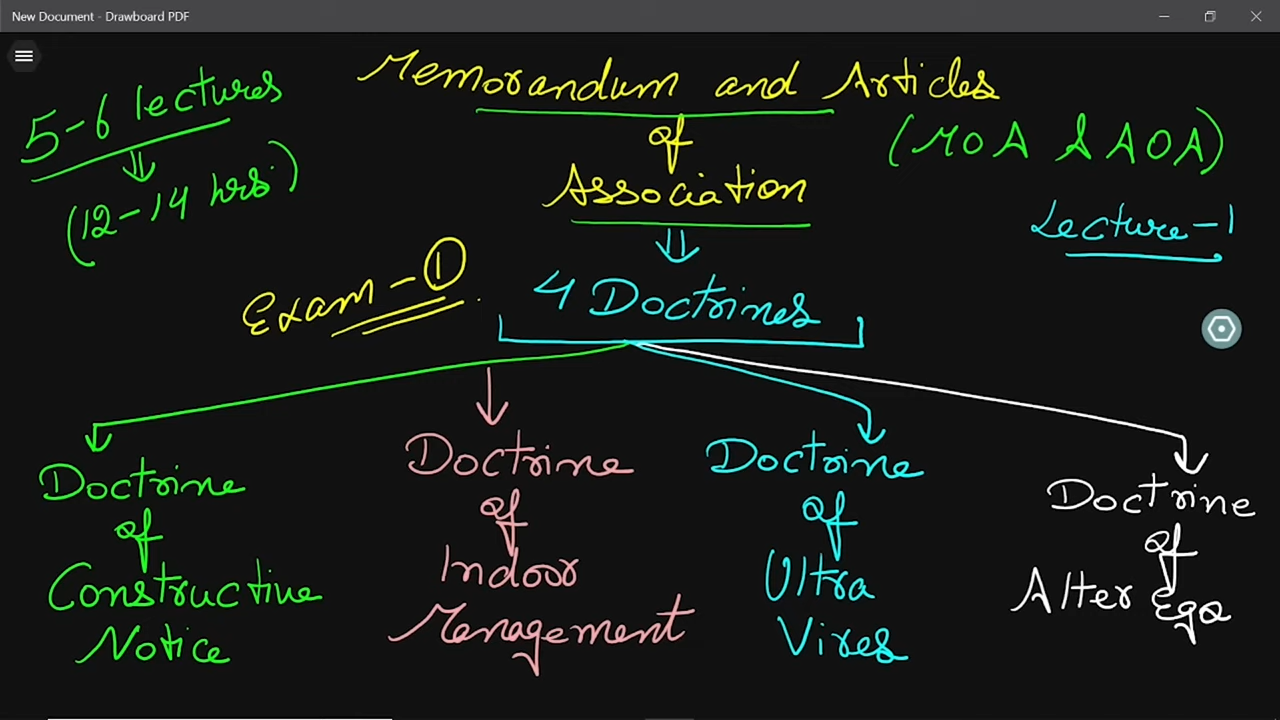 New Document - Drawboard PDF
Memorandum and Articles
of
Association
(MOA & AOA)
Lecture-1
5-6 lectures
(12-14 hrs.)
Exam-①
4 Doctrines
Doctrine
of
Constructive
Notice
Doctrine
of
Indoor
Management
Doctrine
of
Ultra
Vires
Doctrine
of
Alter Ego